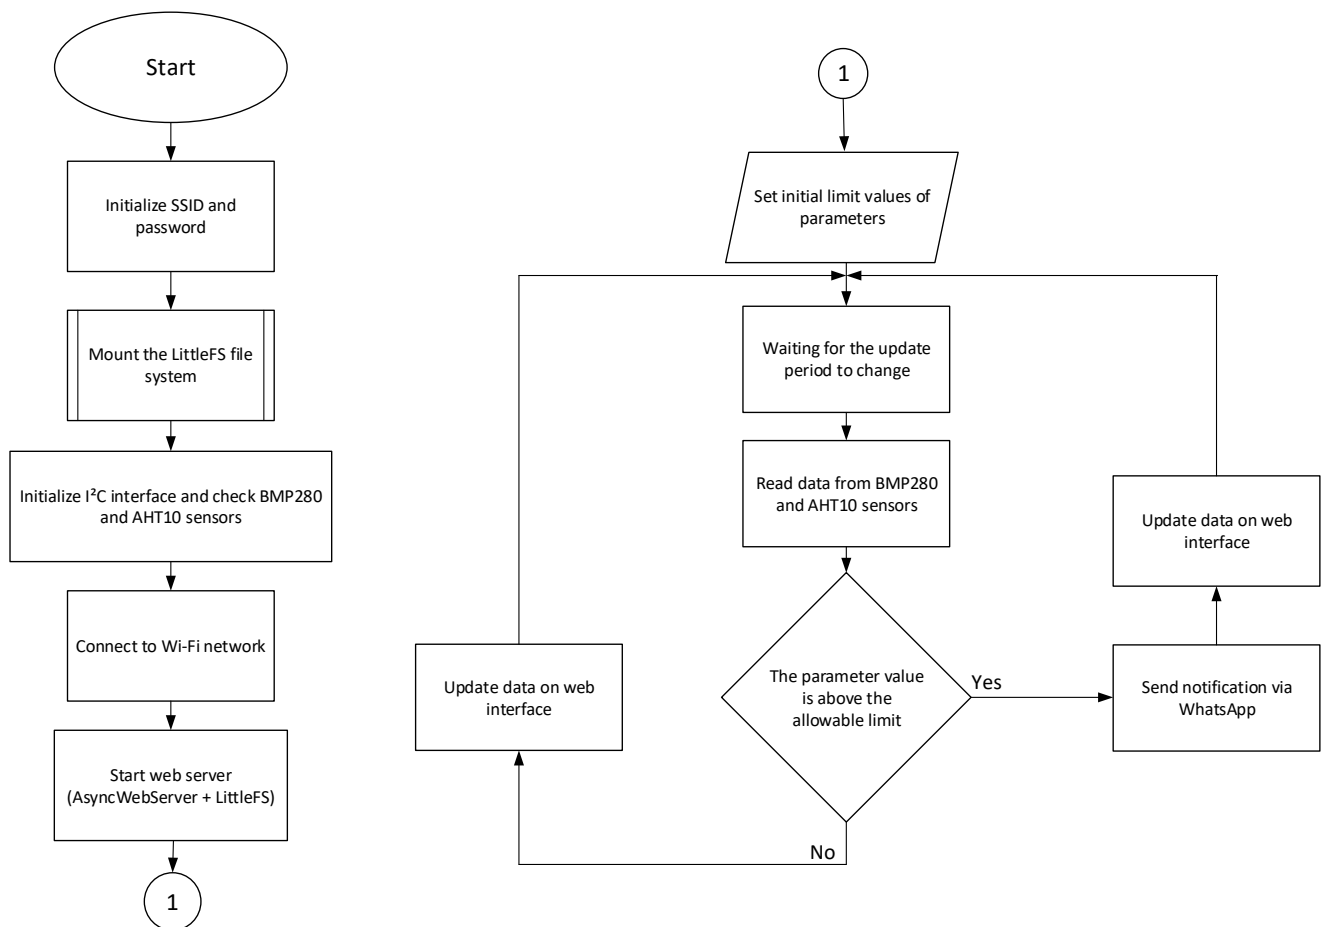 Start
Initialize SSID and
password
Mount the LittleFS file
system
Initialize I²C interface and check BMP280
and AHT10 sensors
Connect to Wi-Fi network
Start web server
(AsyncWebServer + LittleFS)
1
1
Set initial limit values of
parameters
Waiting for the update
period to change
Read data from BMP280
and AHT10 sensors
The parameter value
is above the
allowable limit
Yes
Send notification via
WhatsApp
Update data on web
interface
No
Update data on web
interface